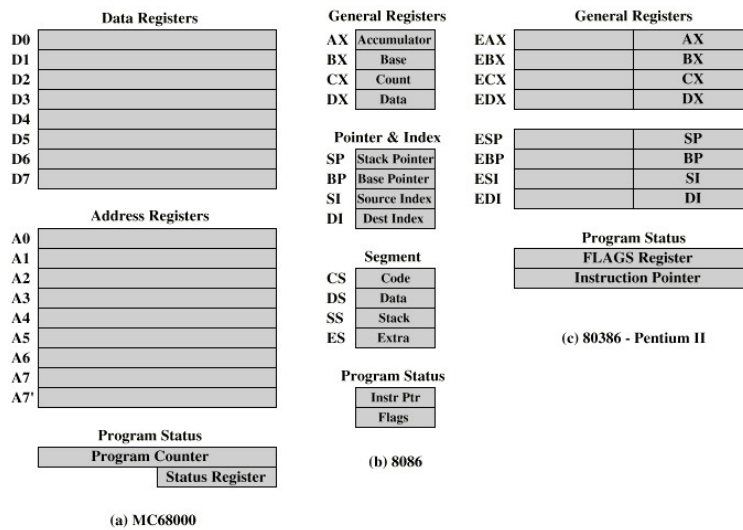 Data Registers
D0
D1
D2
D3
D4
D5
D6
D7
Address Registers
A0
A1
A2
A3
A4
A5
A6
A7
A7'
Program Status
Program Counter
Status Register
(a) MC68000
General Registers
AX Accumulator
BX Base
CX Count
DX Data
Pointer & Index
SP Stack Pointer
BP Base Pointer
SI Source Index
DI Dest Index
Segment
CS Code
DS Data
SS Stack
ES Extra
Program Status
Instr Ptr
Flags
(b) 8086
General Registers
EAX AX
EBX BX
ECX CX
EDX DX
ESP SP
EBP BP
ESI SI
EDI DI
Program Status
FLAGS Register
Instruction Pointer
(c) 80386 - Pentium II